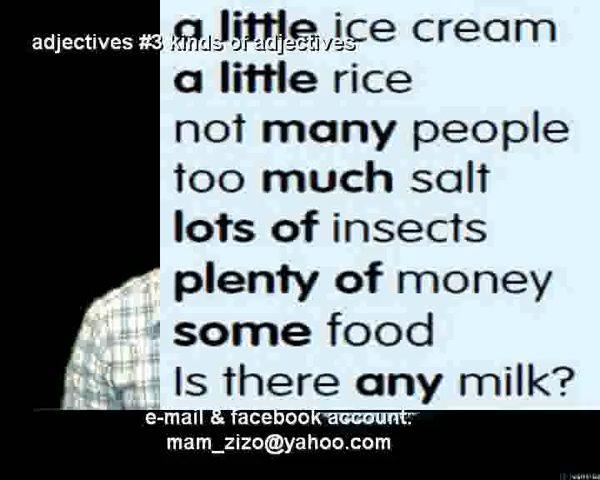 a little ice cream
adjectives #3 kinds of adjectives
a little rice
not many people
too much salt
lots of insects
plenty of money
some food
Is there any milk?
e-mail & facebook account:
mam_zizo@yahoo.com